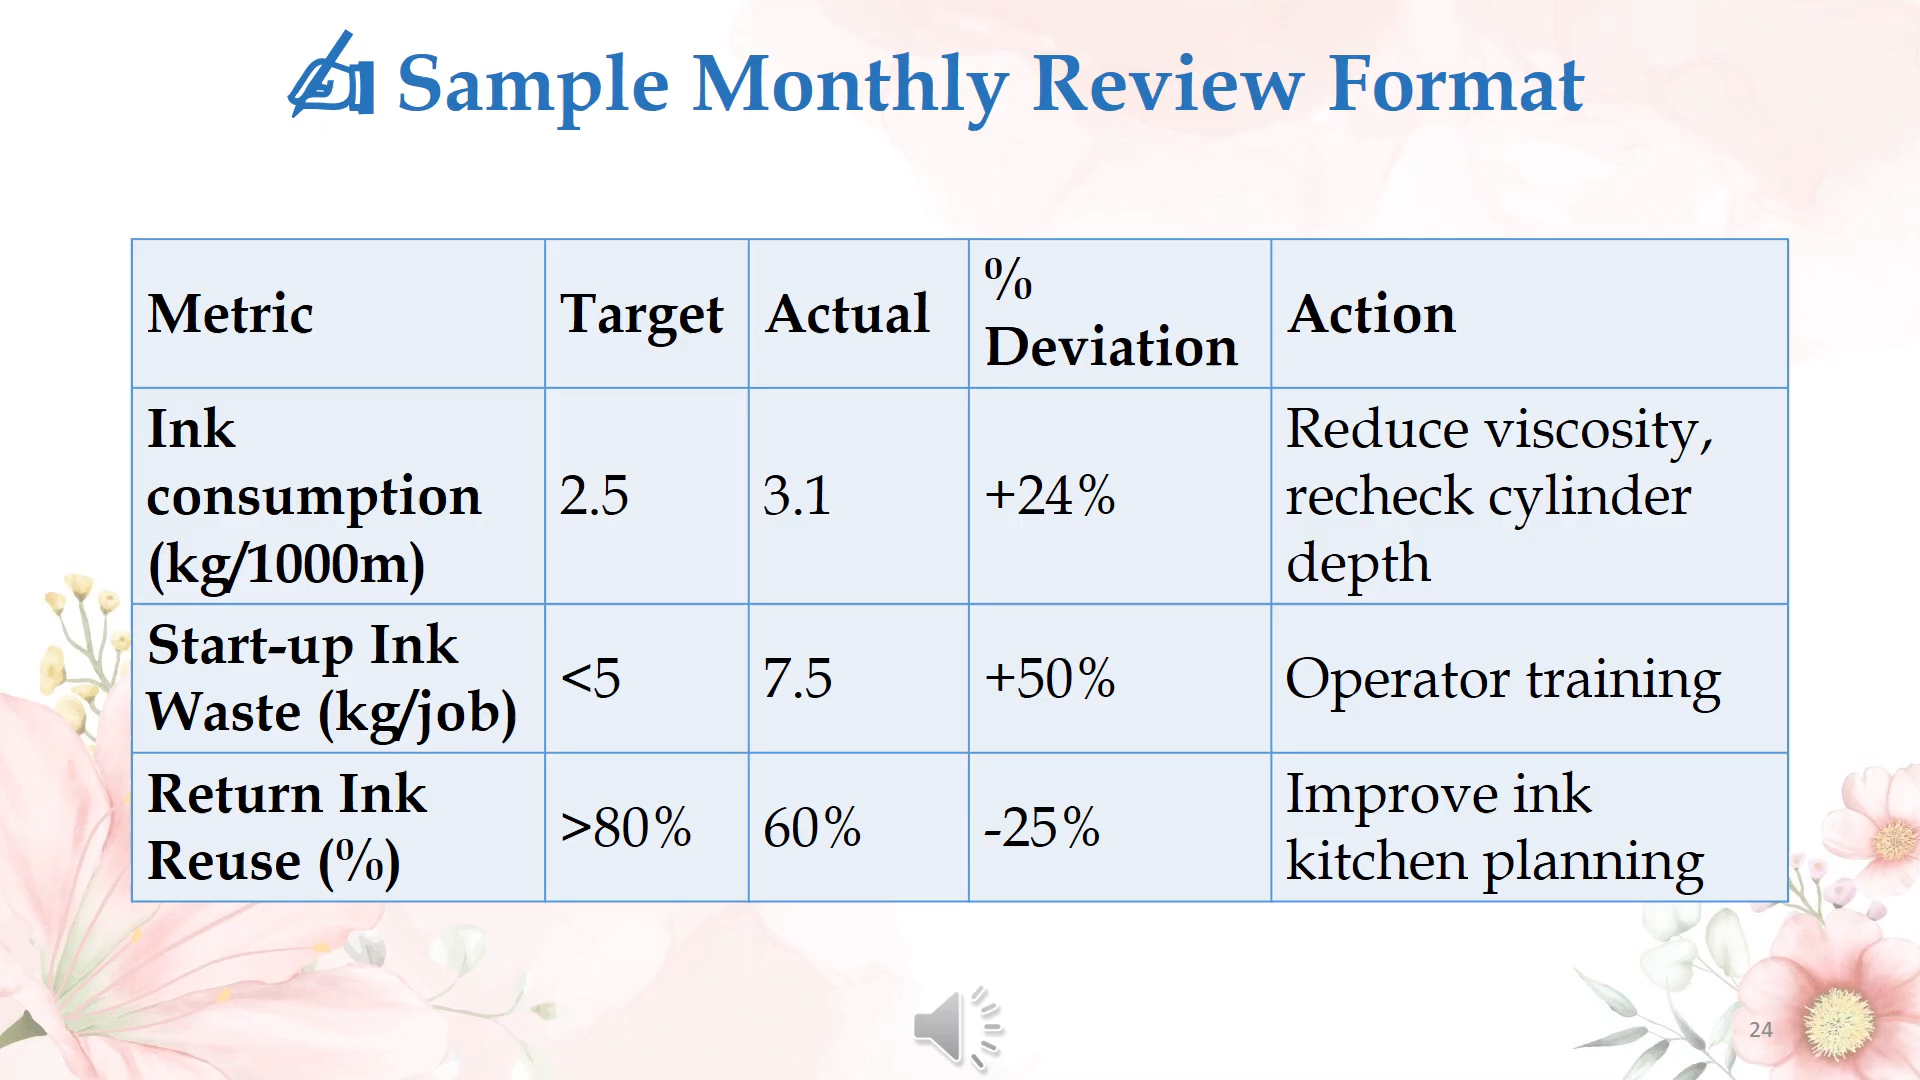 ✍ Sample Monthly Review Format
Metric
Target
Actual
%
Deviation
Action
Ink
consumption
(kg/1000m)
2.5
3.1
+24%
Reduce viscosity,
recheck cylinder
depth
Start-up Ink
Waste (kg/job)
<5
7.5
+50%
Operator training
Return Ink
Reuse (%)
>80%
60%
-25%
Improve ink
kitchen planning
24